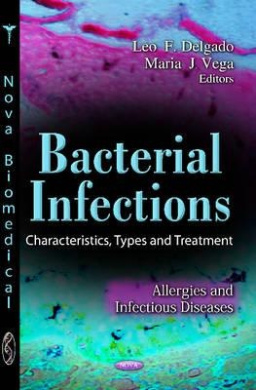 Leo F. Delgado
Maria J. Vega
Editors
Nova Biomedical
Bacterial
Infections
Characteristics, Types and Treatment
Allergies and
Infectious Diseases